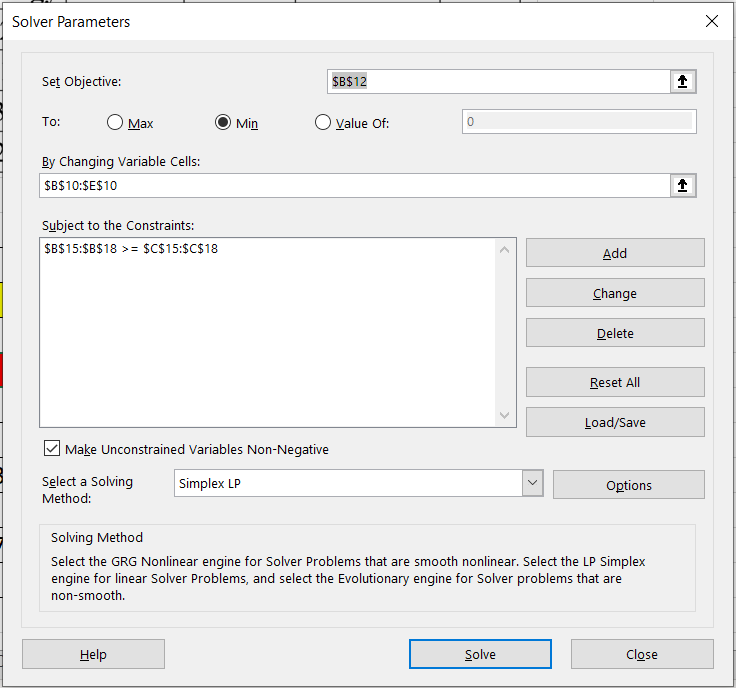 Solver Parameters
Set Objective:
$B$12
To:
Max
Min
Value Of:
0
By Changing Variable Cells:
$B$10:$E$10
Subject to the Constraints:
$B$15:$B$18 >= $C$15:$C$18
Add
Change
Delete
Reset All
Load/Save
Make Unconstrained Variables Non-Negative
Select a Solving
Method:
Simplex LP
Options
Solving Method
Select the GRG Nonlinear engine for Solver Problems that are smooth nonlinear. Select the LP Simplex
engine for linear Solver Problems, and select the Evolutionary engine for Solver problems that are
non-smooth.
Help
Solve
Close